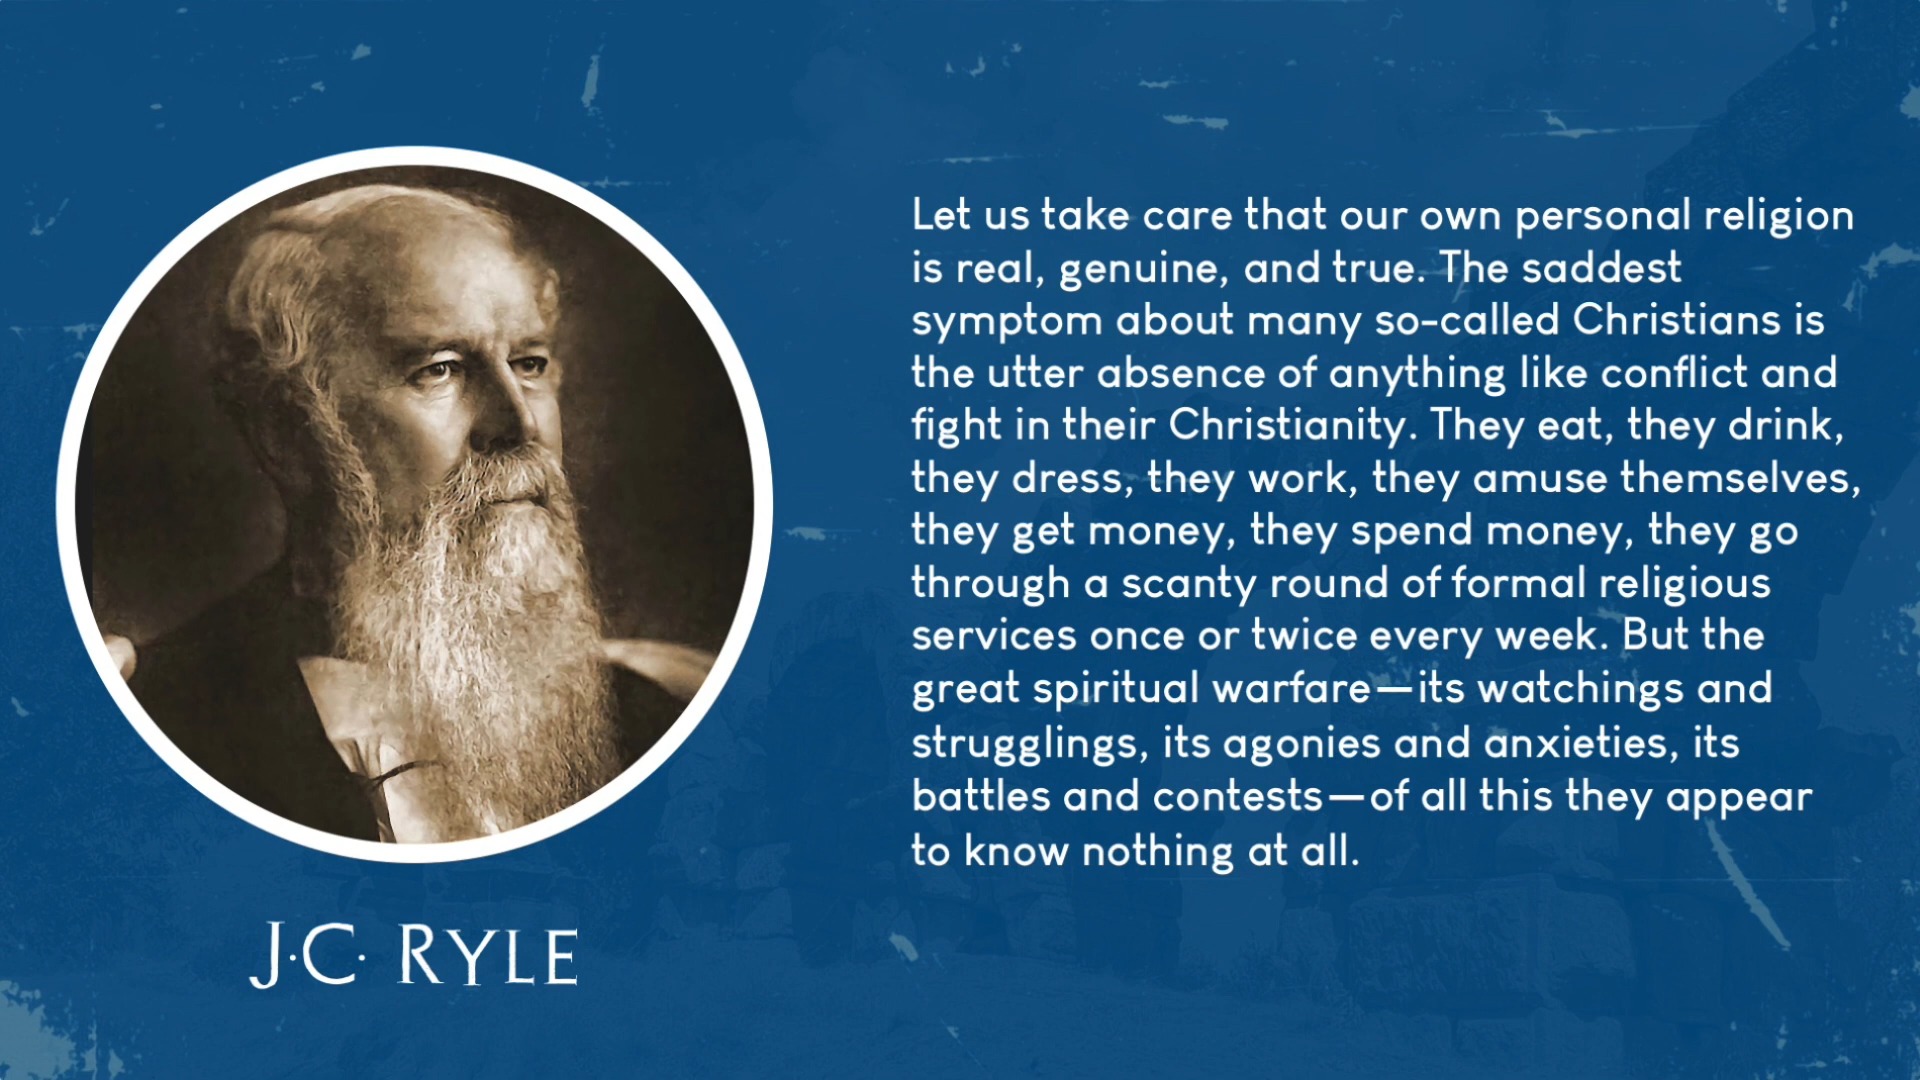 Let us take care that our own personal religion
is real, genuine, and true. The saddest
symptom about many so-called Christians is
the utter absence of anything like conflict and
fight in their Christianity. They eat, they drink,
they dress, they work, they amuse themselves,
they get money, they spend money, they go
through a scanty round of formal religious
services once or twice every week. But the
great spiritual warfare—its watchings and
strugglings, its agonies and anxieties, its
battles and contests—of all this they appear
to know nothing at all.
J·C· RYLE